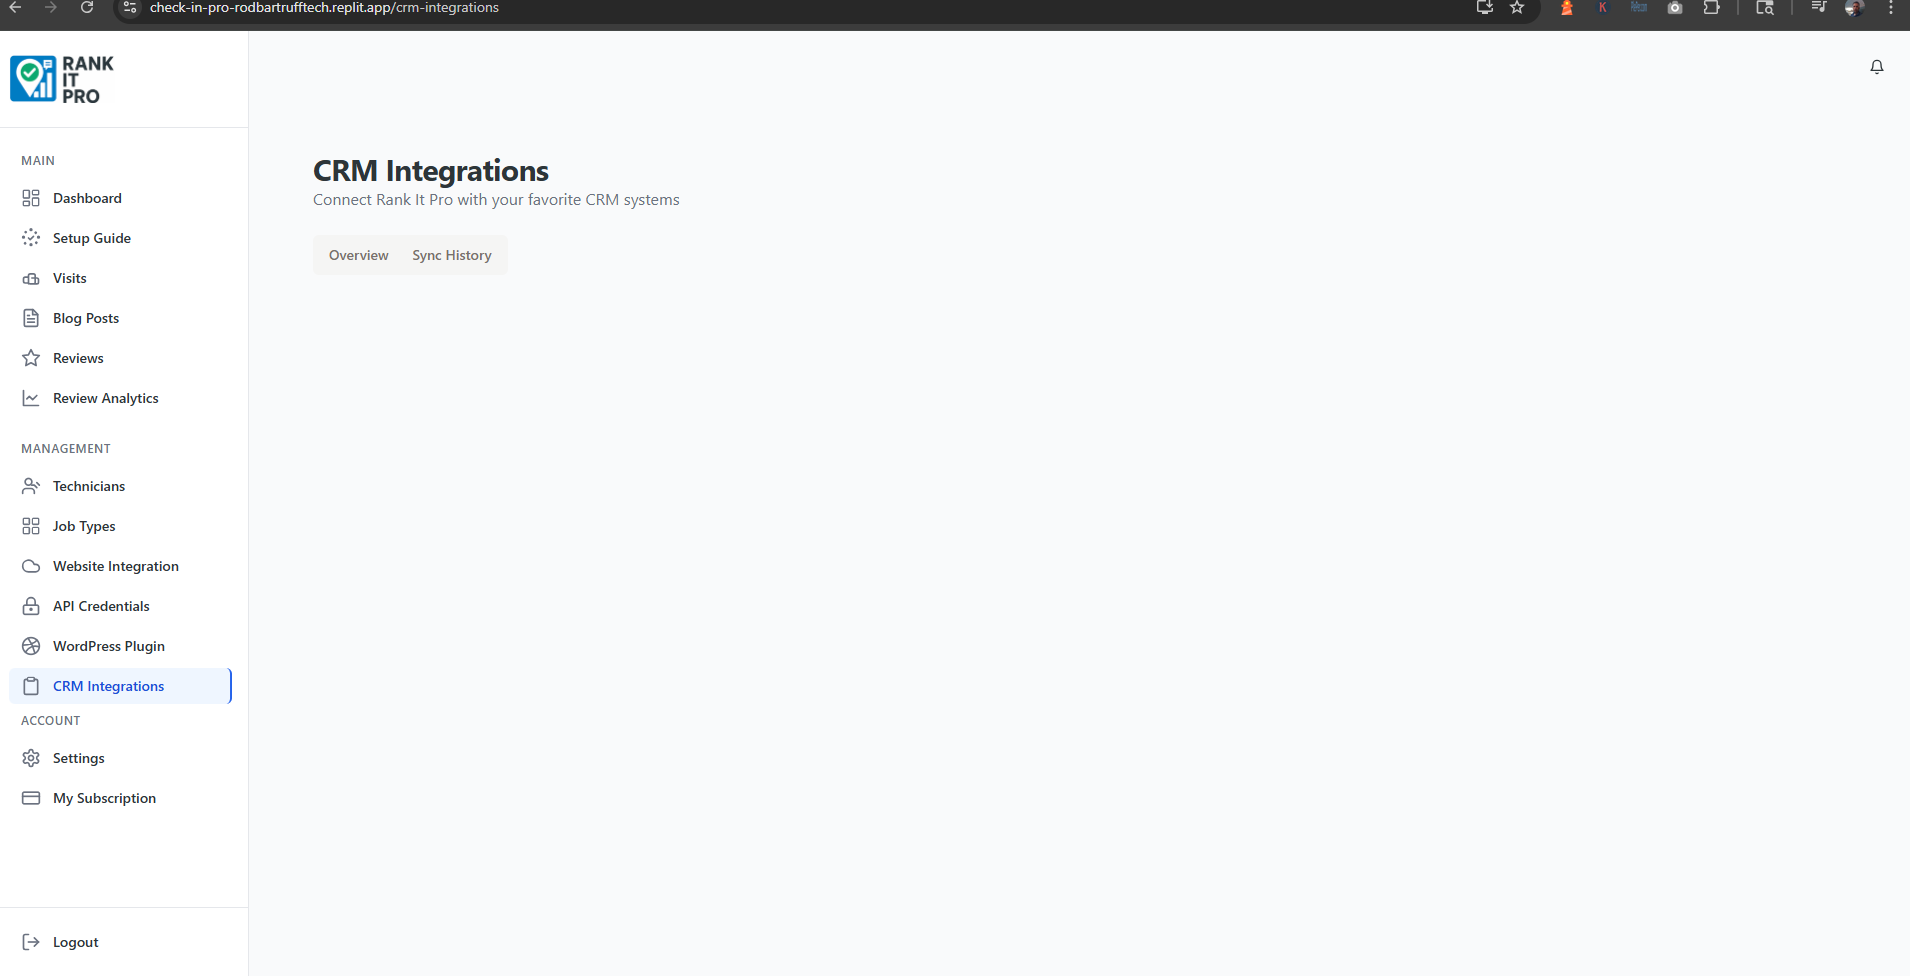 check-in-pro-rodbartrufftech.replit.app/crm-integrations
RANK
IT
PRO
MAIN
Dashboard
Setup Guide
Visits
Blog Posts
Reviews
Review Analytics
MANAGEMENT
Technicians
Job Types
Website Integration
API Credentials
WordPress Plugin
CRM Integrations
ACCOUNT
Settings
My Subscription
Logout
CRM Integrations
Connect Rank It Pro with your favorite CRM systems
Overview Sync History